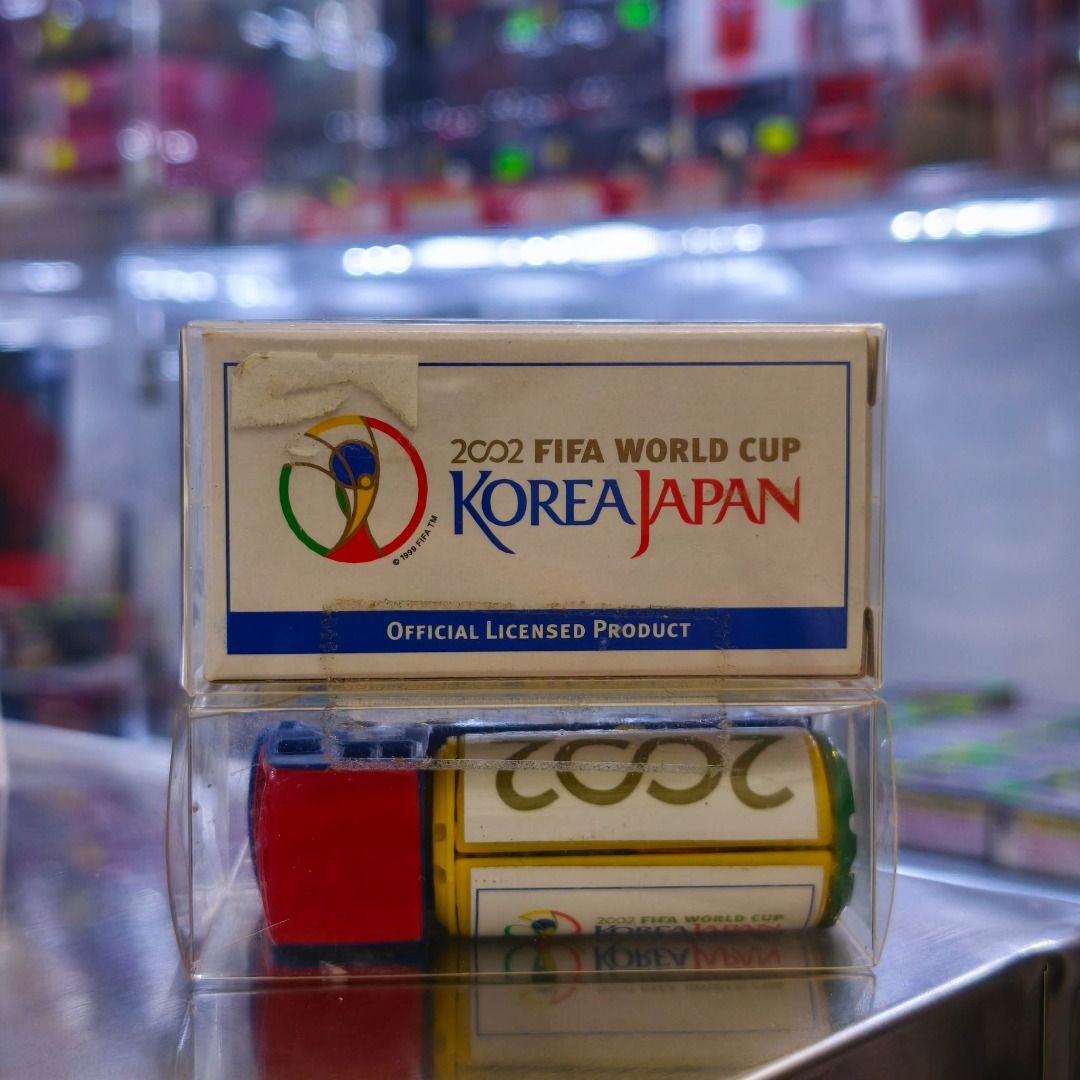 2002 FIFA WORLD CUP
KOREA JAPAN
© 1999 FIFA TM
OFFICIAL LICENSED PRODUCT
2002
2002 FIFA WORLD CUP
KOREA JAPAN